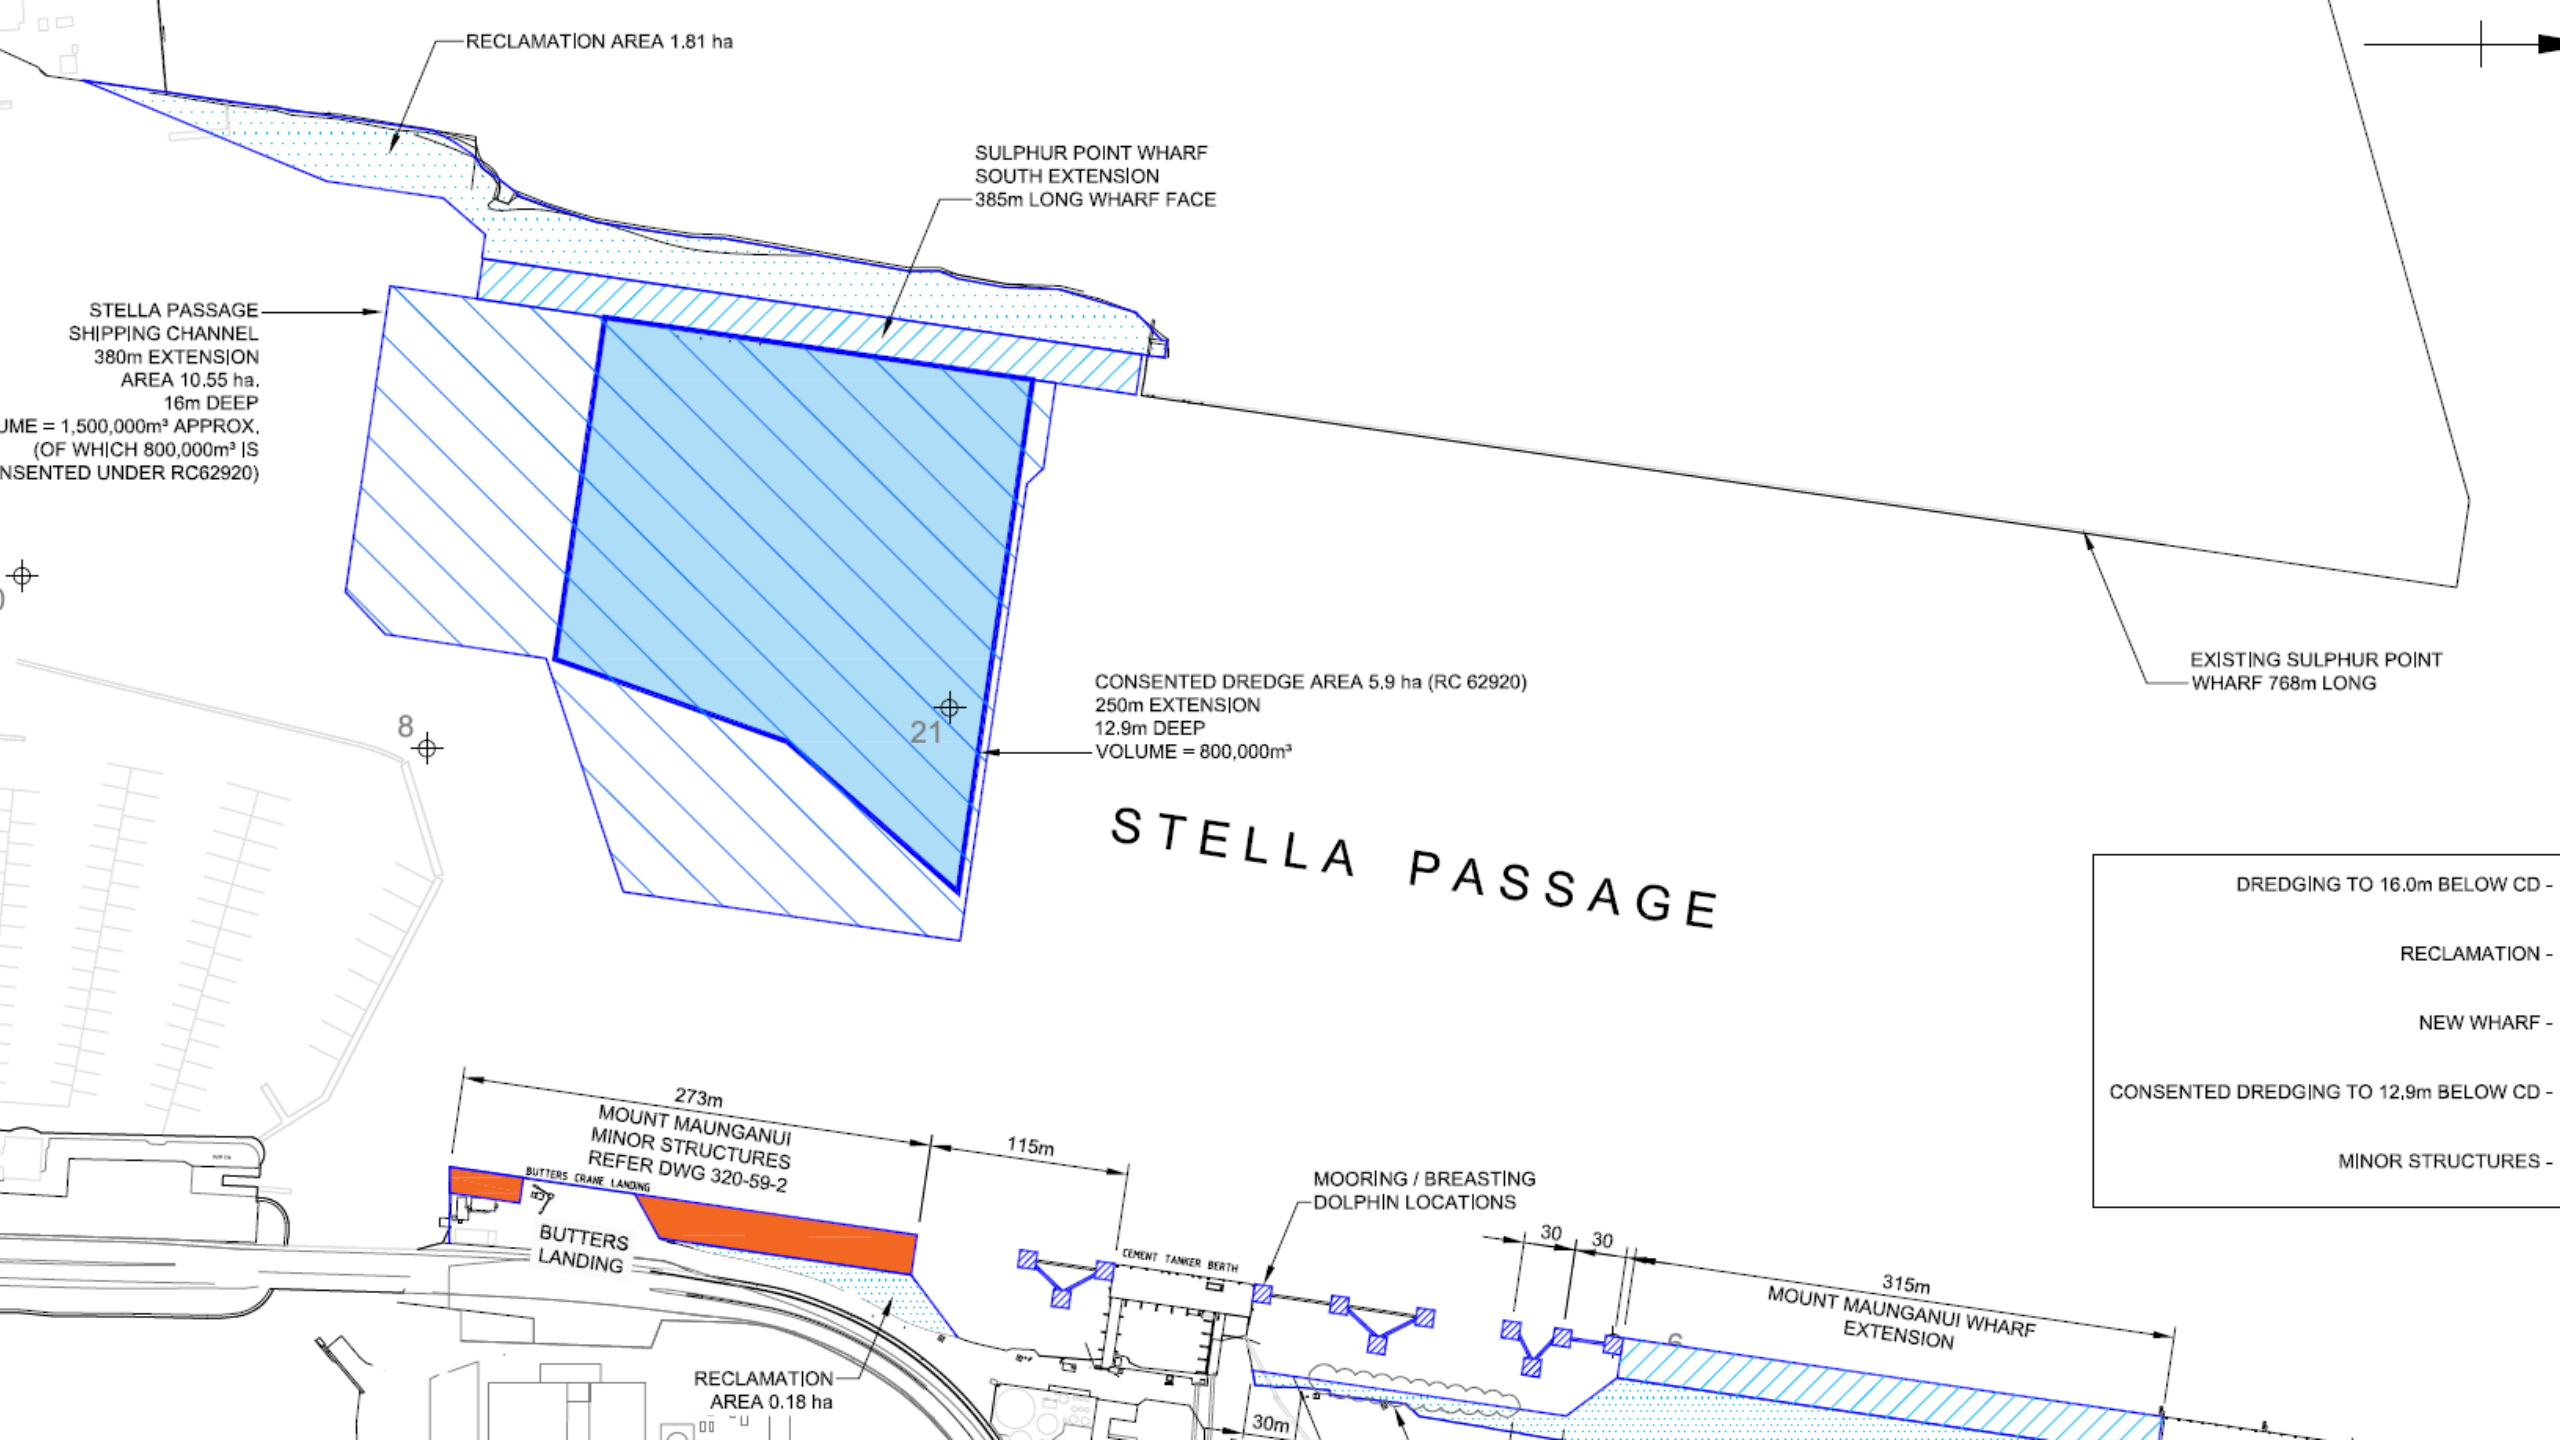 RECLAMATION AREA 1.81 ha
SULPHUR POINT WHARF
SOUTH EXTENSION
385m LONG WHARF FACE
STELLA PASSAGE
SHIPPING CHANNEL
380m EXTENSION
AREA 10.55 ha.
16m DEEP
UME = 1,500,000m³ APPROX.
(OF WHICH 800,000m³ IS
NSENTED UNDER RC62920)
EXISTING SULPHUR POINT
WHARF 768m LONG
CONSENTED DREDGE AREA 5.9 ha (RC 62920)
250m EXTENSION
12.9m DEEP
VOLUME = 800,000m³
8
21
STELLA PASSAGE
DREDGING TO 16.0m BELOW CD -
RECLAMATION -
NEW WHARF -
CONSENTED DREDGING TO 12.9m BELOW CD -
MINOR STRUCTURES -
273m
MOUNT MAUNGANUI
MINOR STRUCTURES
REFER DWG 320-59-2
115m
BUTTERS CRANE LANDING
BUTTERS
LANDING
MOORING / BREASTING
DOLPHIN LOCATIONS
CEMENT TANKER BERTH
30
30
315m
MOUNT MAUNGANUI WHARF
EXTENSION
RECLAMATION
AREA 0.18 ha
30m